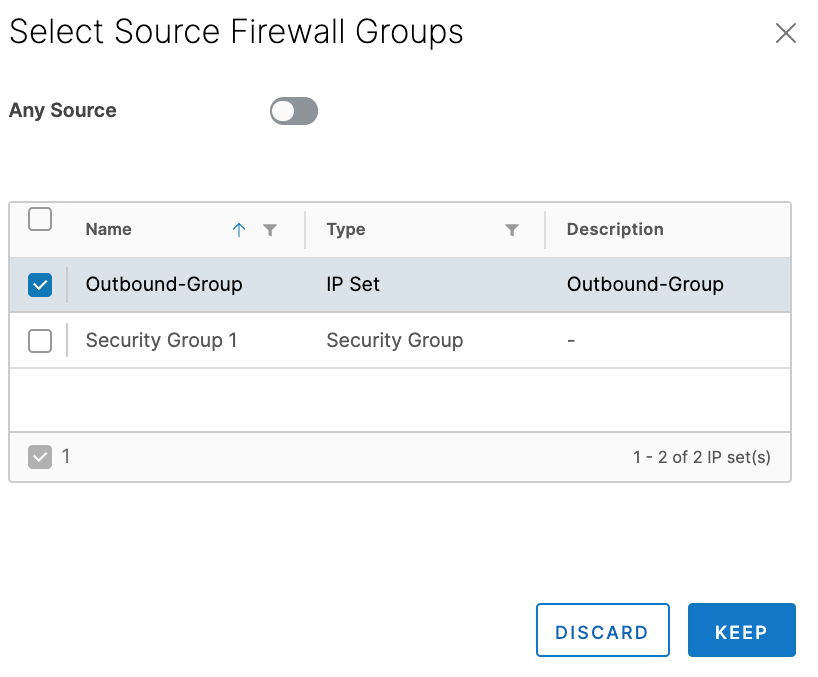 Select Source Firewall Groups
Any Source
Name Type Description
Outbound-Group IP Set Outbound-Group
Security Group 1 Security Group -
1 1 - 2 of 2 IP set(s)
DISCARD KEEP